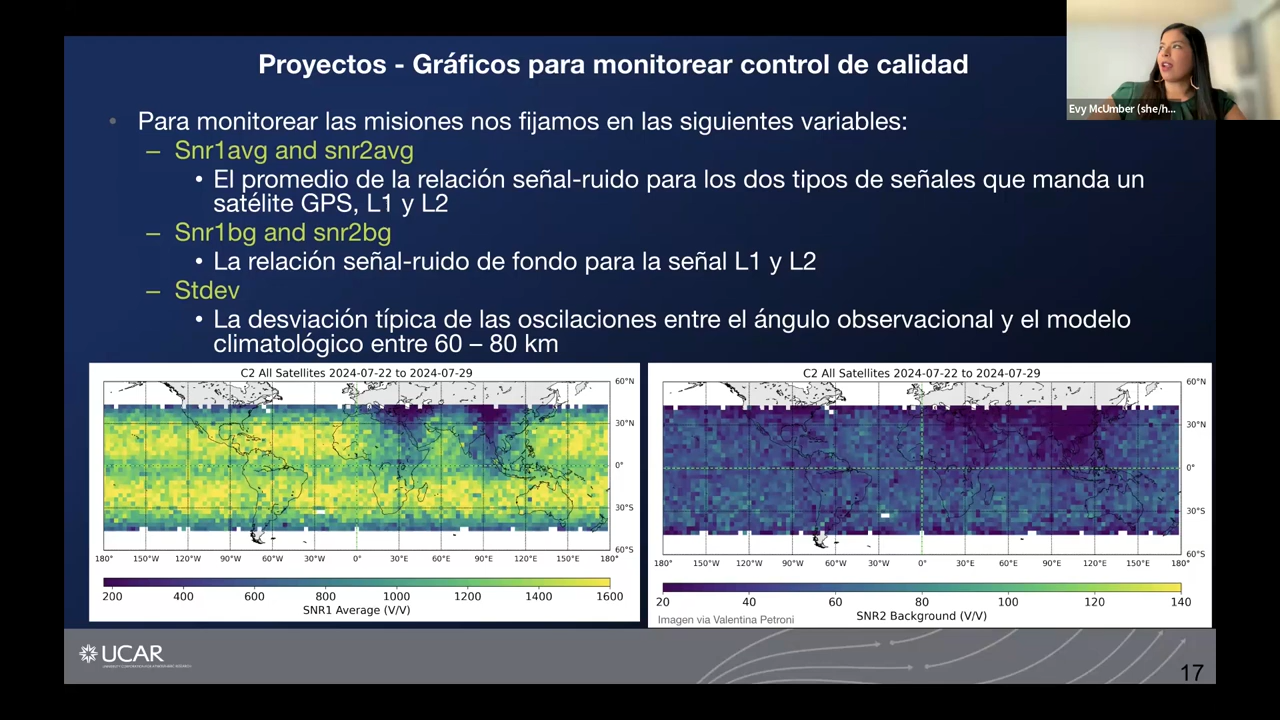 Proyectos - Gráficos para monitorear control de calidad
Evy McUmber (she/h...
• Para monitorear las misiones nos fijamos en las siguientes variables:
– Snr1avg and snr2avg
• El promedio de la relación señal-ruido para los dos tipos de señales que manda un
satélite GPS, L1 y L2
– Snr1bg and snr2bg
• La relación señal-ruido de fondo para la señal L1 y L2
– Stdev
• La desviación típica de las oscilaciones entre el ángulo observacional y el modelo
climatológico entre 60 – 80 km
C2 All Satellites 2024-07-22 to 2024-07-29
60°N
30°N
0°
30°S
60°S
180° 150°W 120°W 90°W 60°W 30°W 0° 30°E 60°E 90°E 120°E 150°E 180°
200 400 600 800 1000 1200 1400 1600
SNR1 Average (V/V)
C2 All Satellites 2024-07-22 to 2024-07-29
60°N
30°N
0°
30°S
60°S
180° 150°W 120°W 90°W 60°W 30°W 0° 30°E 60°E 90°E 120°E 150°E 180°
20 40 60 80 100 120 140
SNR2 Background (V/V)
Imagen via Valentina Petroni
UCAR
17